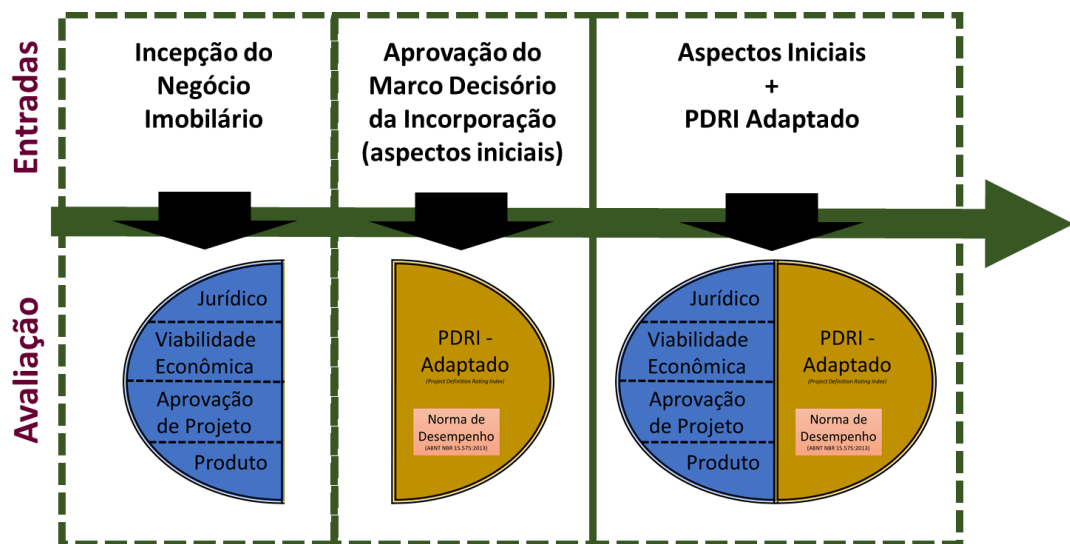 Entradas
Incepção do
Negócio
Imobiliário
Aprovação do
Marco Decisório
da Incorporação
(aspectos iniciais)
Aspectos Iniciais
+
PDRI Adaptado
Avaliação
Jurídico
Viabilidade
Econômica
Aprovação
de Projeto
Produto
PDRI -
Adaptado
(Project Definition Rating Index)
Norma de
Desempenho
(ABNT NBR 15.575:2013)
Jurídico
Viabilidade
Econômica
Aprovação
de Projeto
Produto
PDRI -
Adaptado
(Project Definition Rating Index)
Norma de
Desempenho
(ABNT NBR 15.575:2013)